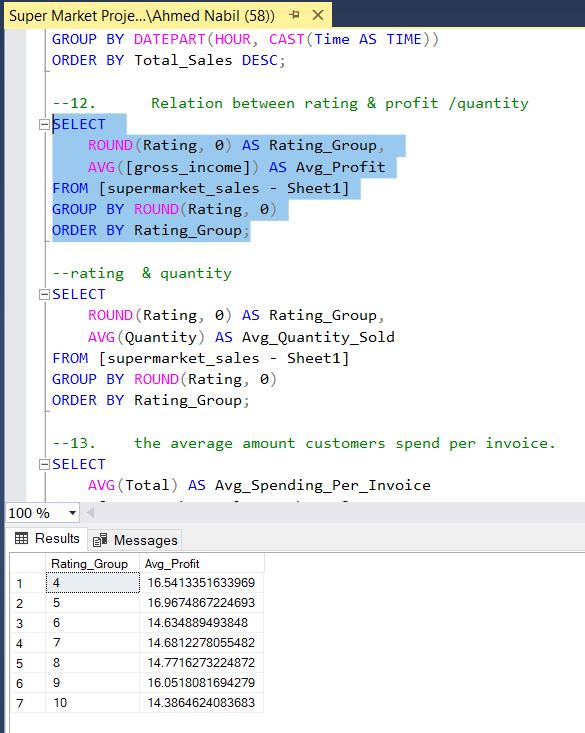 Super Market Proje...\Ahmed Nabil (58))
GROUP BY DATEPART(HOUR, CAST(Time AS TIME))
ORDER BY Total_Sales DESC;
--12. Relation between rating & profit /quantity
SELECT
ROUND(Rating, 0) AS Rating_Group,
AVG([gross_income]) AS Avg_Profit
FROM [supermarket_sales - Sheet1]
GROUP BY ROUND(Rating, 0)
ORDER BY Rating_Group;
--rating & quantity
SELECT
ROUND(Rating, 0) AS Rating_Group,
AVG(Quantity) AS Avg_Quantity_Sold
FROM [supermarket_sales - Sheet1]
GROUP BY ROUND(Rating, 0)
ORDER BY Rating_Group;
--13. the average amount customers spend per invoice.
SELECT
AVG(Total) AS Avg_Spending_Per_Invoice
100 %
Results Messages
Rating_Group Avg_Profit
1 4 16.5413351633969
2 5 16.9674867224693
3 6 14.634889493848
4 7 14.6812278055482
5 8 14.7716273224872
6 9 16.0518081694279
7 10 14.3864624083683